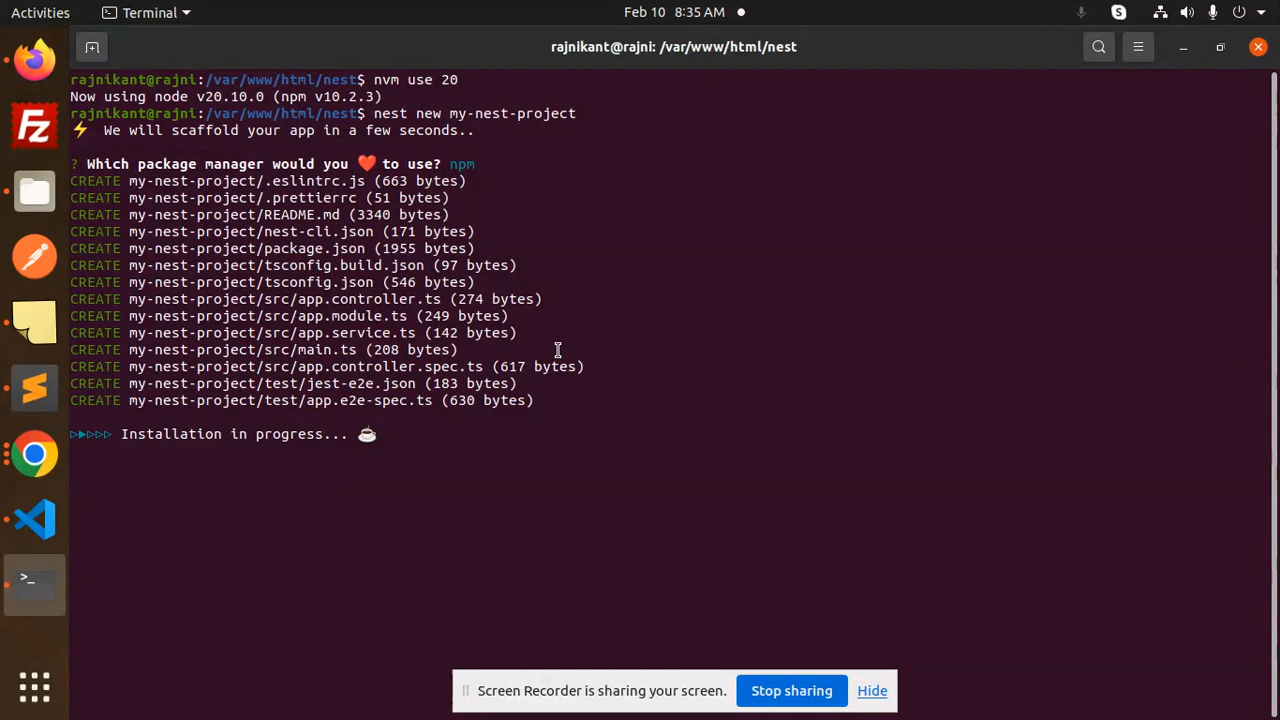 Activities
Terminal
Feb 10 8:35 AM
rajnikant@rajni: /var/www/html/nest
rajnikant@rajni:/var/www/html/nest$ nvm use 20
Now using node v20.10.0 (npm v10.2.3)
rajnikant@rajni:/var/www/html/nest$ nest new my-nest-project
⚡ We will scaffold your app in a few seconds..
? Which package manager would you ❤️ to use? npm
CREATE my-nest-project/.eslintrc.js (663 bytes)
CREATE my-nest-project/.prettierrc (51 bytes)
CREATE my-nest-project/README.md (3340 bytes)
CREATE my-nest-project/nest-cli.json (171 bytes)
CREATE my-nest-project/package.json (1955 bytes)
CREATE my-nest-project/tsconfig.build.json (97 bytes)
CREATE my-nest-project/tsconfig.json (546 bytes)
CREATE my-nest-project/src/app.controller.ts (274 bytes)
CREATE my-nest-project/src/app.module.ts (249 bytes)
CREATE my-nest-project/src/app.service.ts (142 bytes)
CREATE my-nest-project/src/main.ts (208 bytes)
CREATE my-nest-project/src/app.controller.spec.ts (617 bytes)
CREATE my-nest-project/test/jest-e2e.json (183 bytes)
CREATE my-nest-project/test/app.e2e-spec.ts (630 bytes)
▹▸▹▹▹ Installation in progress... ☕
Screen Recorder is sharing your screen.
Stop sharing
Hide